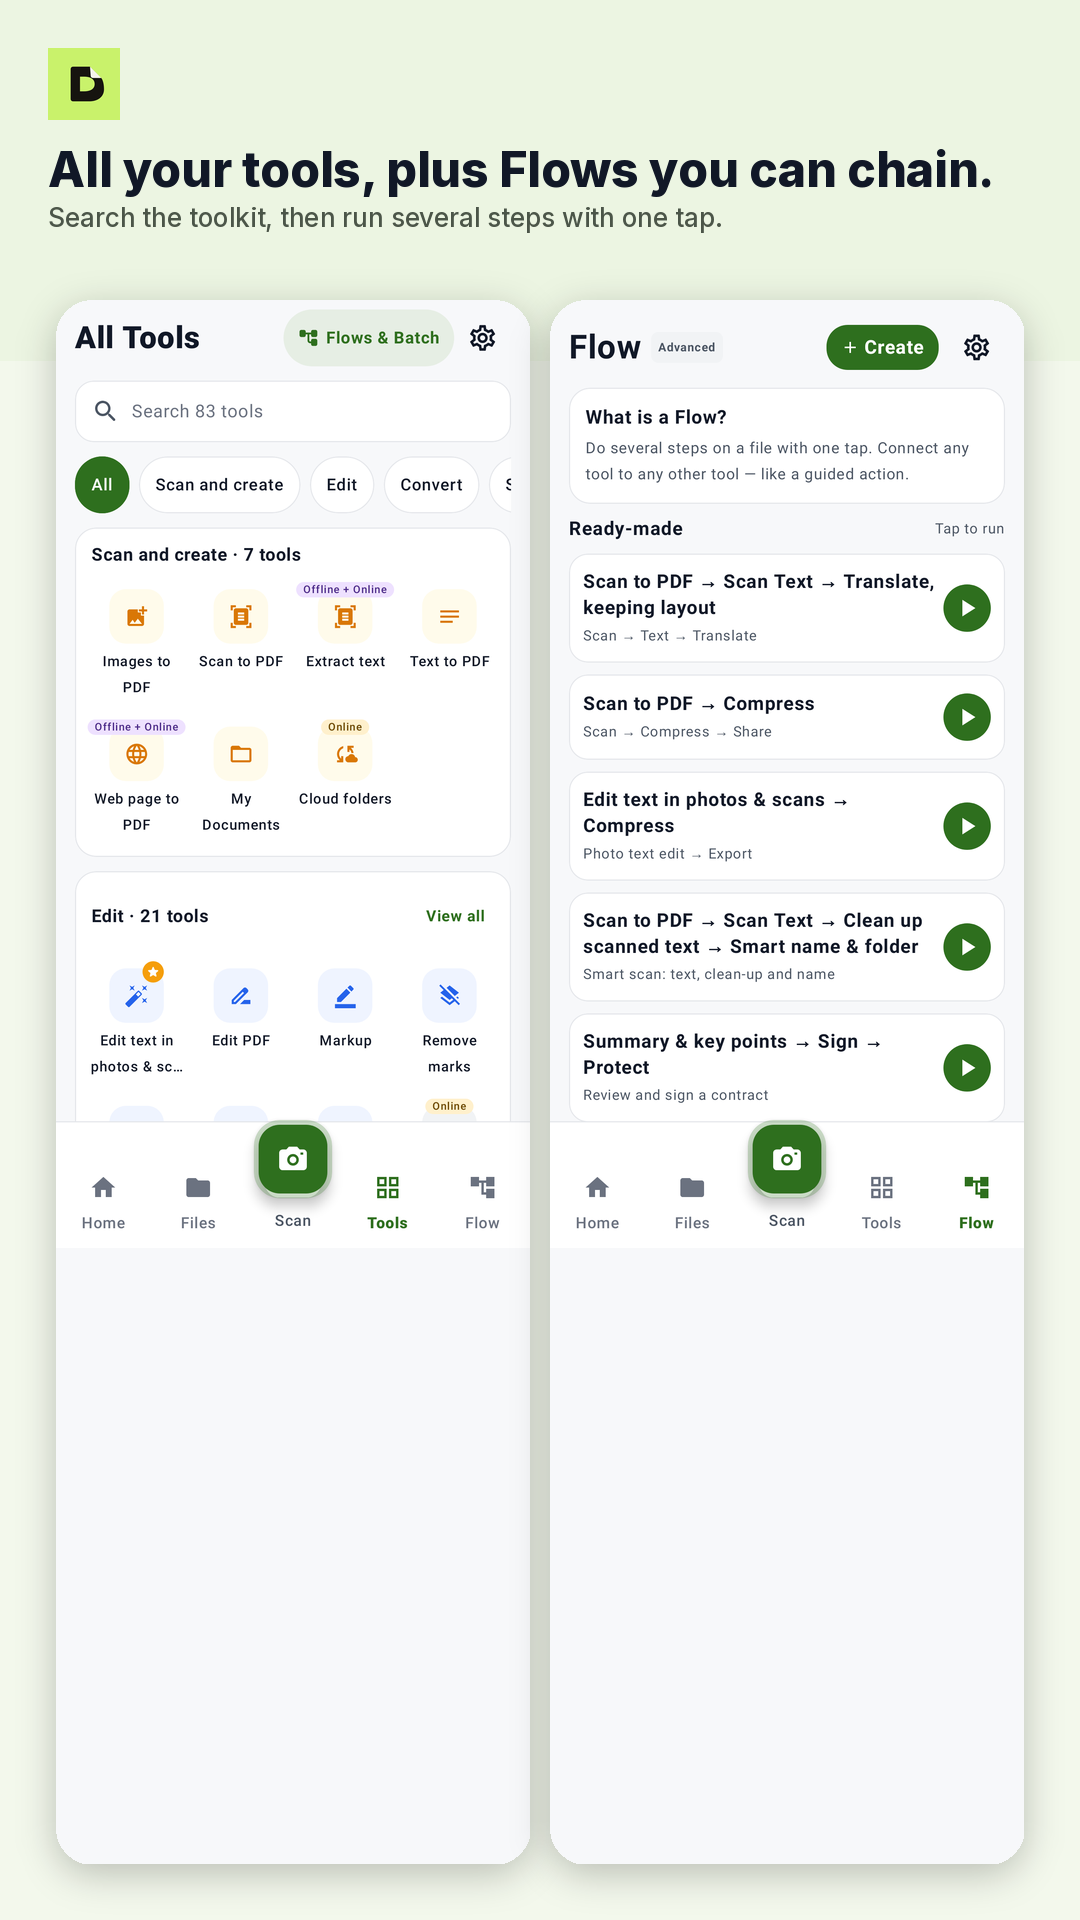 All your tools, plus Flows you can chain.
Search the toolkit, then run several steps with one tap.
All Tools
Flows & Batch
Search 83 tools
All
Scan and create
Edit
Convert
S
Scan and create · 7 tools
Offline + Online
Images to
PDF
Scan to PDF
Extract text
Text to PDF
Offline + Online
Online
Web page to
PDF
My
Documents
Cloud folders
Edit · 21 tools
View all
Edit text in
photos & sc...
Edit PDF
Markup
Remove
marks
Online
Home
Files
Scan
Tools
Flow
Flow
Advanced
+ Create
What is a Flow?
Do several steps on a file with one tap. Connect any
tool to any other tool — like a guided action.
Ready-made
Tap to run
Scan to PDF → Scan Text → Translate,
keeping layout
Scan → Text → Translate
Scan to PDF → Compress
Scan → Compress → Share
Edit text in photos & scans →
Compress
Photo text edit → Export
Scan to PDF → Scan Text → Clean up
scanned text → Smart name & folder
Smart scan: text, clean-up and name
Summary & key points → Sign →
Protect
Review and sign a contract
Home
Files
Scan
Tools
Flow